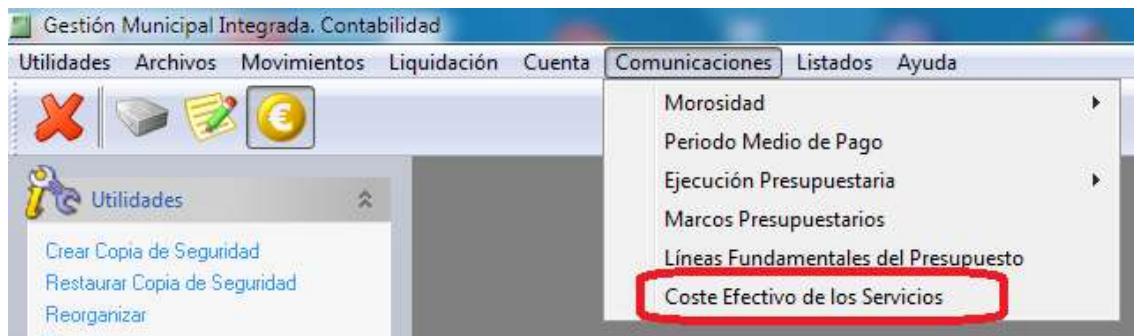 Gestión Municipal Integrada. Contabilidad
Utilidades Archivos Movimientos Liquidación Cuenta Comunicaciones Listados Ayuda
Morosidad
Periodo Medio de Pago
Ejecución Presupuestaria
Marcos Presupuestarios
Líneas Fundamentales del Presupuesto
Coste Efectivo de los Servicios
Utilidades
Crear Copia de Seguridad
Restaurar Copia de Seguridad
Reorganizar